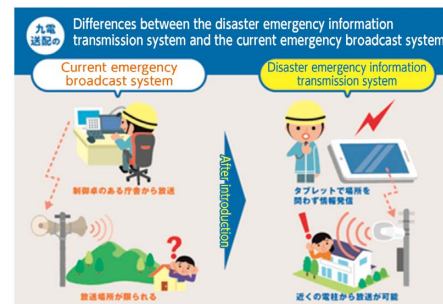 九電
送配の
Differences between the disaster emergency information
transmission system and the current emergency broadcast system
Current emergency
broadcast system
制御卓のある庁舎から放送
?
放送場所が限られる
After introduction
Disaster emergency information
transmission system
タブレットで場所を
問わず情報発信
!
近くの電柱から放送が可能